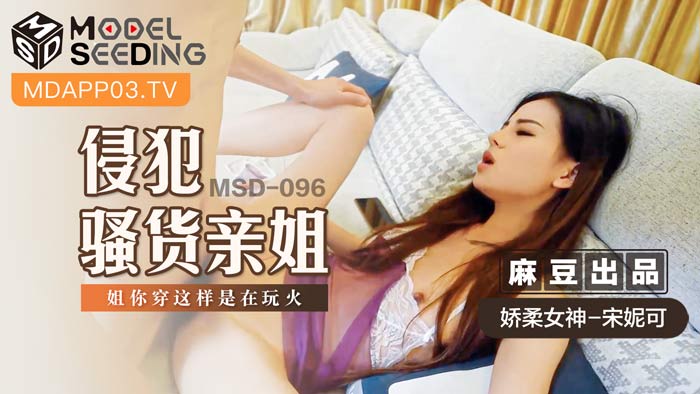 MSD
MODEL
SEEDING
MDAPP03.TV
侵犯
MSD-096
骚货亲姐
姐你穿这样是在玩火
麻豆出品
娇柔女神-宋妮可